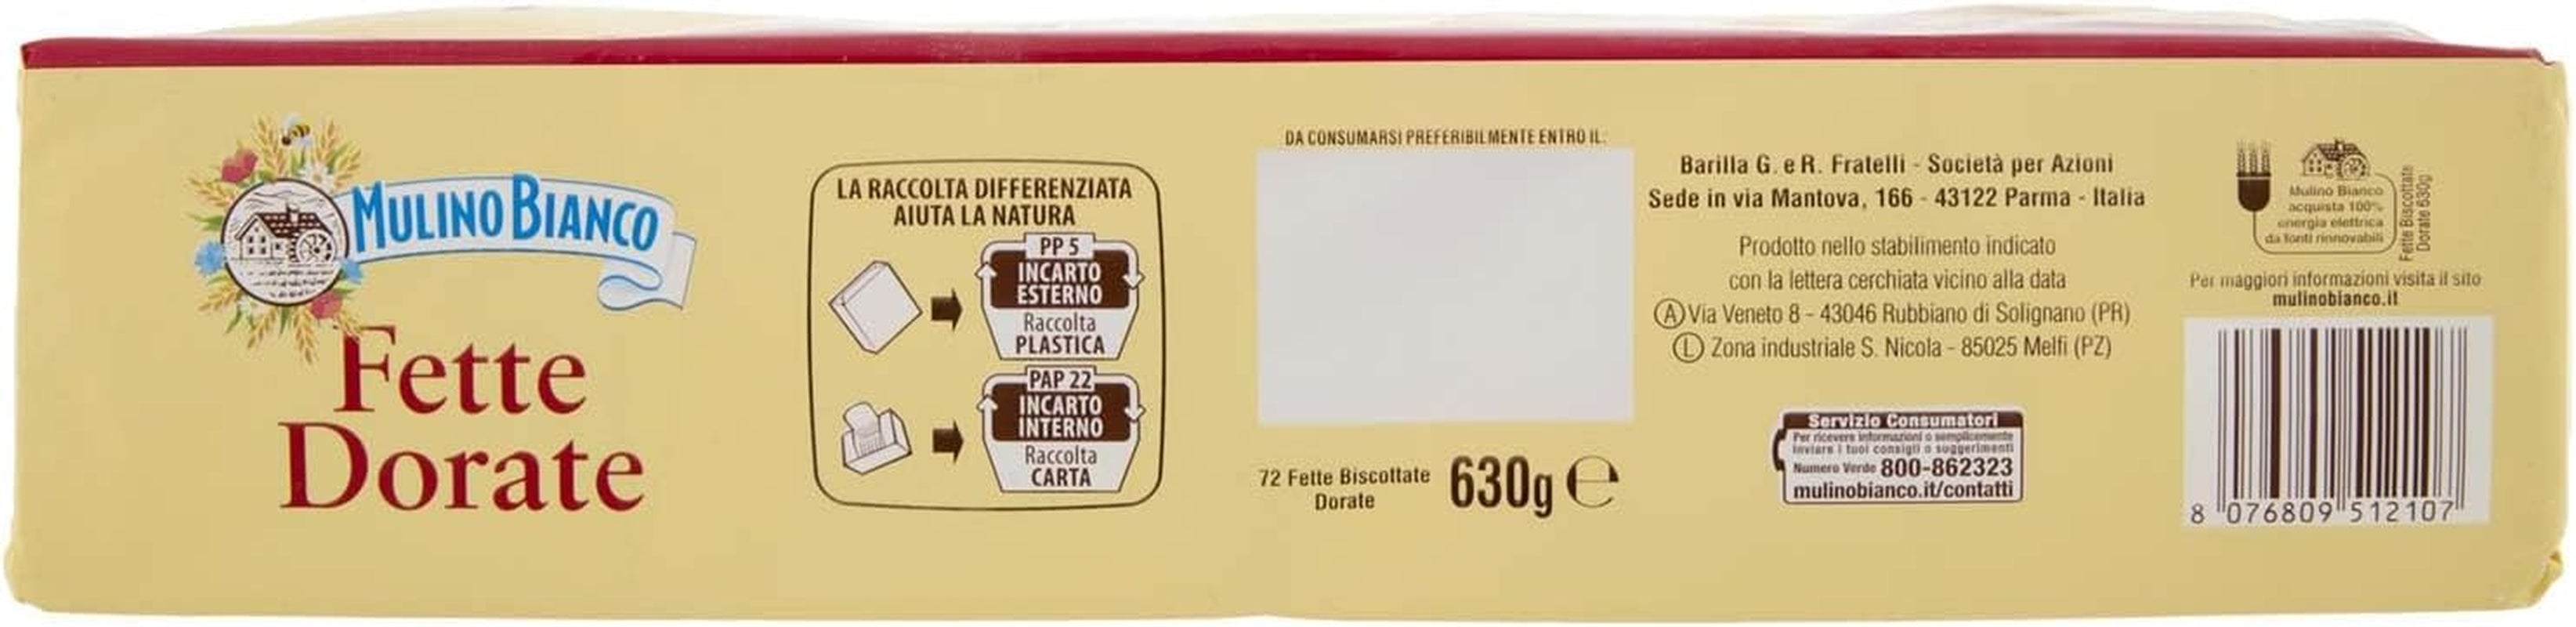 MULINO BIANCO
Fette
Dorate
LA RACCOLTA DIFFERENZIATA
AIUTA LA NATURA
PP 5
INCARTO
ESTERNO
Raccolta
PLASTICA
PAP 22
INCARTO
INTERNO
Raccolta
CARTA
DA CONSUMARSI PREFERIBILMENTE ENTRO IL:
72 Fette Biscottate
Dorate
630g ℮
Barilla G. e R. Fratelli - Società per Azioni
Sede in via Mantova, 166 - 43122 Parma - Italia
Prodotto nello stabilimento indicato
con la lettera cerchiata vicino alla data
Ⓐ Via Veneto 8 - 43046 Rubbiano di Solignano (PR)
Ⓛ Zona industriale S. Nicola - 85025 Melfi (PZ)
Servizio Consumatori
Per ricevere informazioni o semplicemente
inviare i tuoi consigli o suggerimenti
Numero Verde 800-862323
mulinobianco.it/contatti
Mulino Bianco
acquista 100%
energia elettrica
da fonti rinnovabili
Fette Biscottate
Dorate 630g
Per maggiori informazioni visita il sito
mulinobianco.it
8 076809 512107